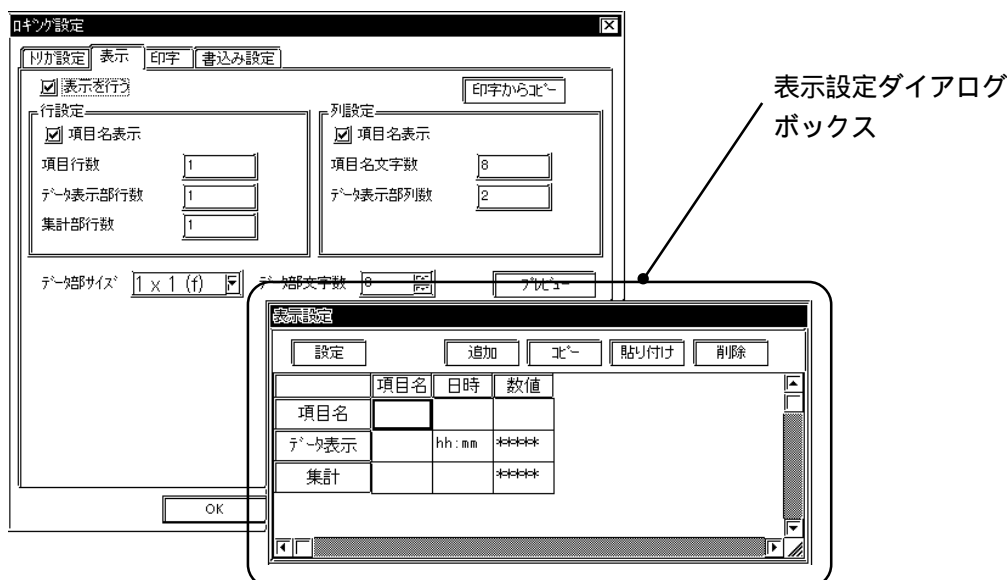 ﾛｷﾞﾝｸﾞ設定
ﾄﾘｶﾞ設定 表示 印字 書込み設定
表示を行う
印字からｺﾋﾟｰ
行設定
項目名表示
項目行数 1
ﾃﾞｰﾀ表示部行数 1
集計部行数 1
列設定
項目名表示
項目名文字数 8
ﾃﾞｰﾀ表示部列数 2
ﾃﾞｰﾀ部ｻｲｽﾞ 1 x 1 (f) ﾃﾞｰﾀ部文字数 8 ﾌﾟﾚﾋﾞｭｰ
OK
表示設定ダイアログ
ボックス
表示設定
設定 追加 ｺﾋﾟｰ 貼り付け 削除
項目名 日時 数値
項目名
ﾃﾞｰﾀ表示 hh:mm *****
集計 *****